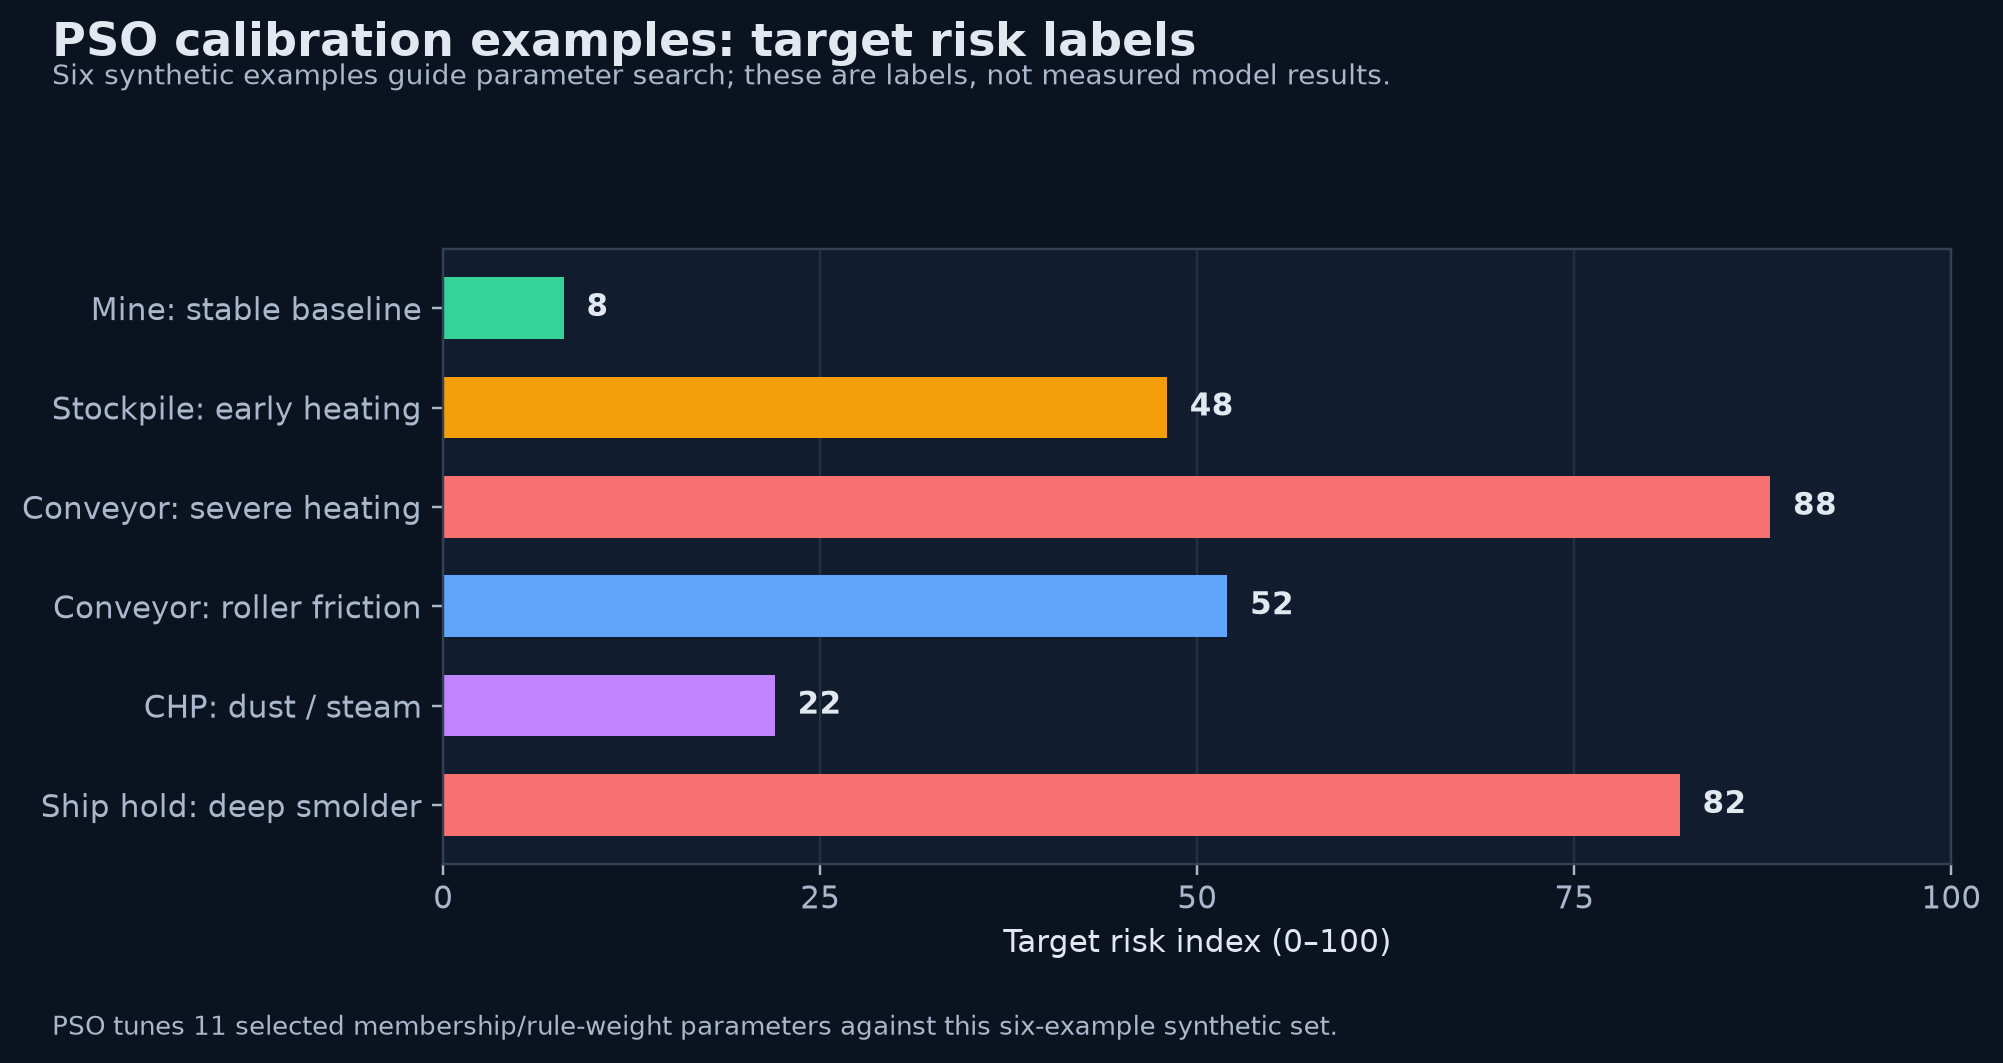 PSO calibration examples: target risk labels
Six synthetic examples guide parameter search; these are labels, not measured model results.
Mine: stable baseline
8
Stockpile: early heating
48
Conveyor: severe heating
88
Conveyor: roller friction
52
CHP: dust / steam
22
Ship hold: deep smolder
82
0 25 50 75 100
Target risk index (0–100)
PSO tunes 11 selected membership/rule-weight parameters against this six-example synthetic set.